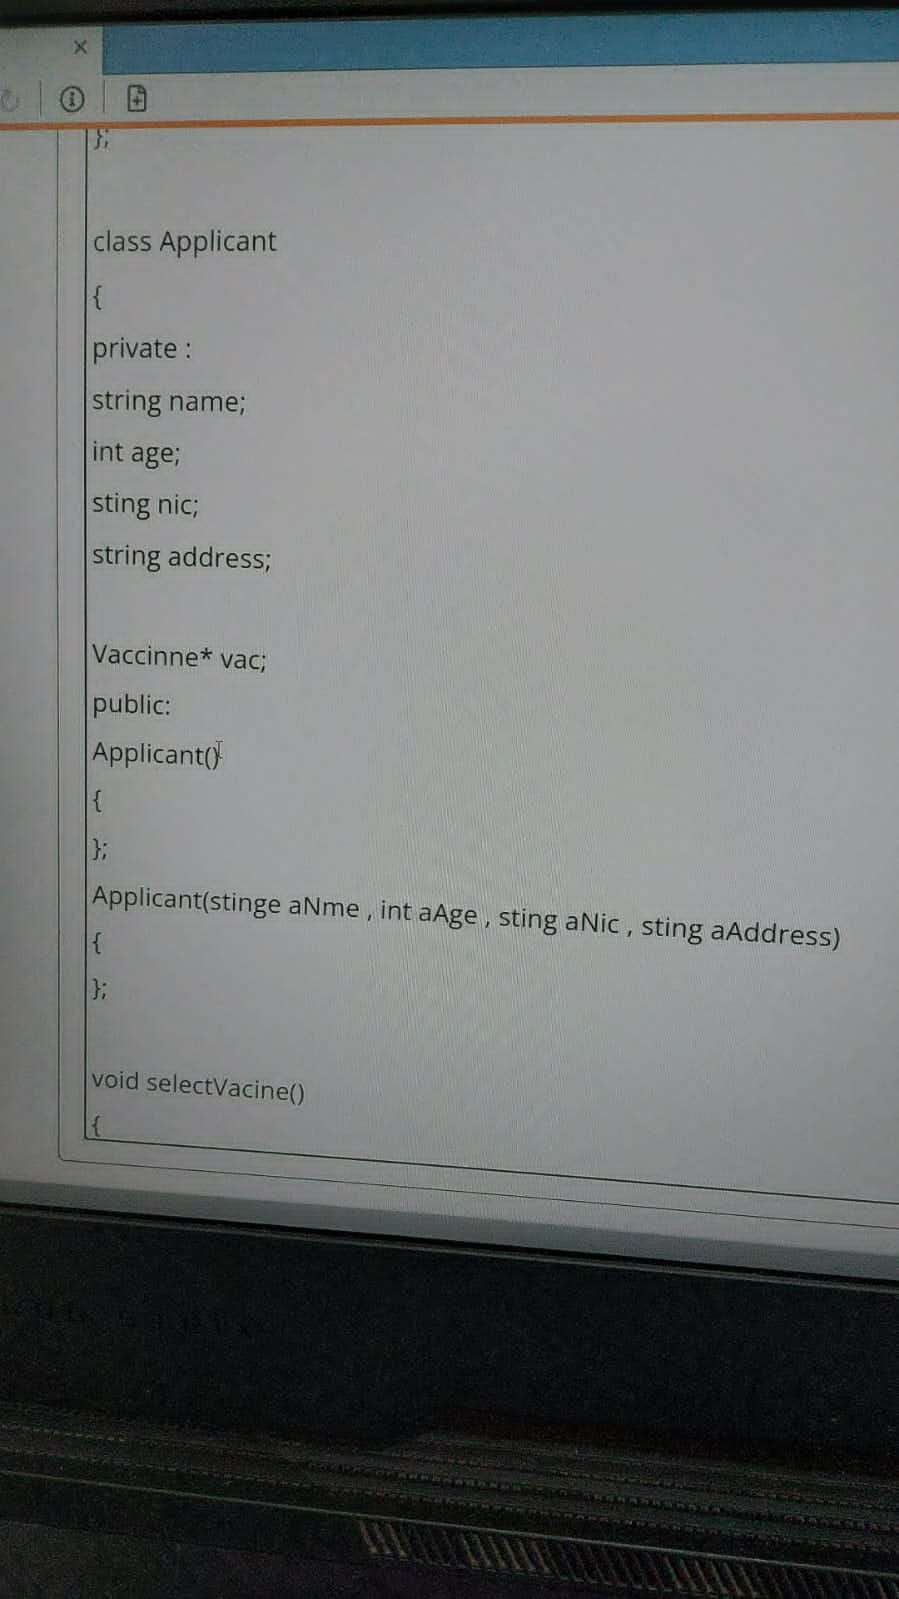 };
class Applicant
{
private :
string name;
int age;
sting nic;
string address;
Vaccinne* vac;
public:
Applicant()
{
};
Applicant(stinge aNme , int aAge , sting aNic , sting aAddress)
{
};
void selectVacine()
{